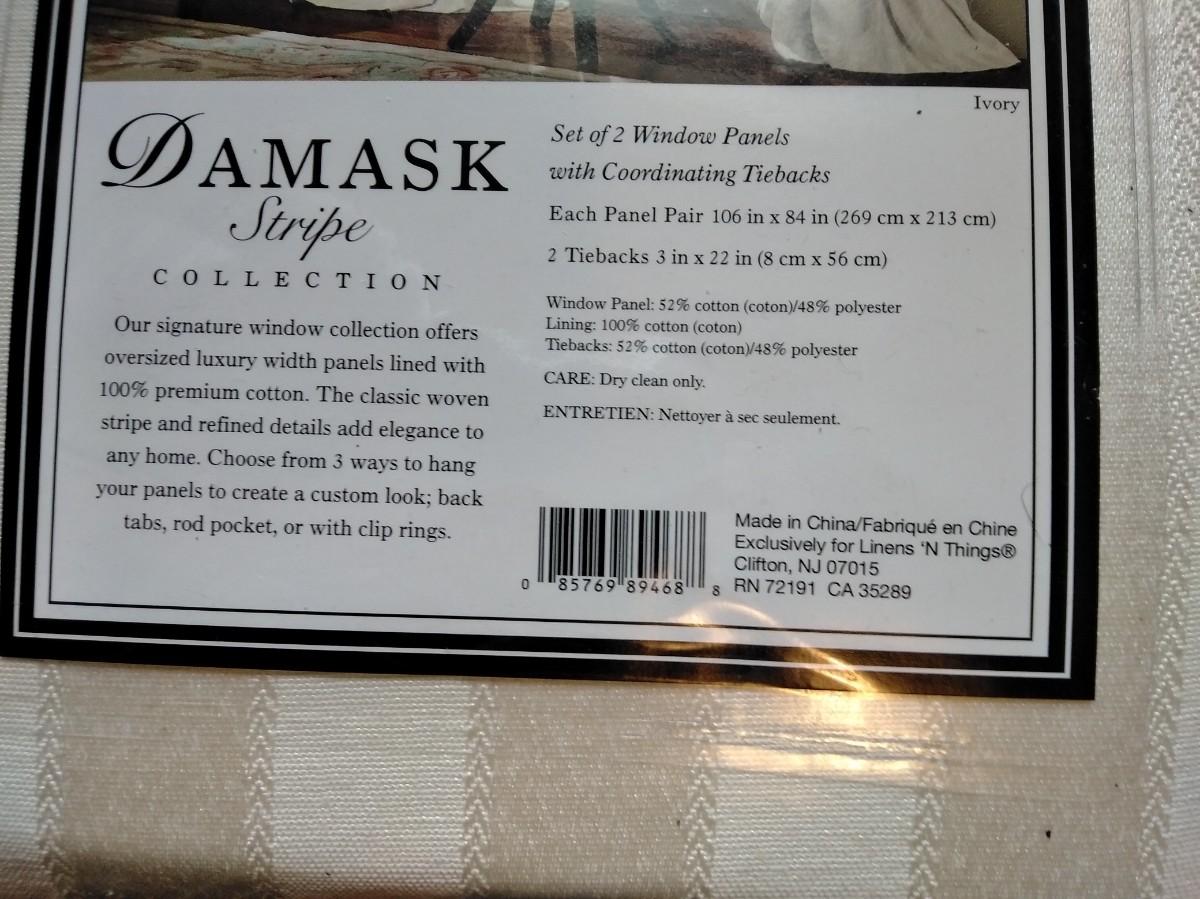 Ivory
DAMASK
Stripe
COLLECTION
Our signature window collection offers
oversized luxury width panels lined with
100% premium cotton. The classic woven
stripe and refined details add elegance to
any home. Choose from 3 ways to hang
your panels to create a custom look; back
tabs, rod pocket, or with clip rings.
Set of 2 Window Panels
with Coordinating Tiebacks
Each Panel Pair 106 in x 84 in (269 cm x 213 cm)
2 Tiebacks 3 in x 22 in (8 cm x 56 cm)
Window Panel: 52% cotton (coton)/48% polyester
Lining: 100% cotton (coton)
Tiebacks: 52% cotton (coton)/48% polyester
CARE: Dry clean only.
ENTRETIEN: Nettoyer à sec seulement.
0 85769 89468 8
Made in China/Fabriqué en Chine
Exclusively for Linens 'N Things®
Clifton, NJ 07015
RN 72191 CA 35289